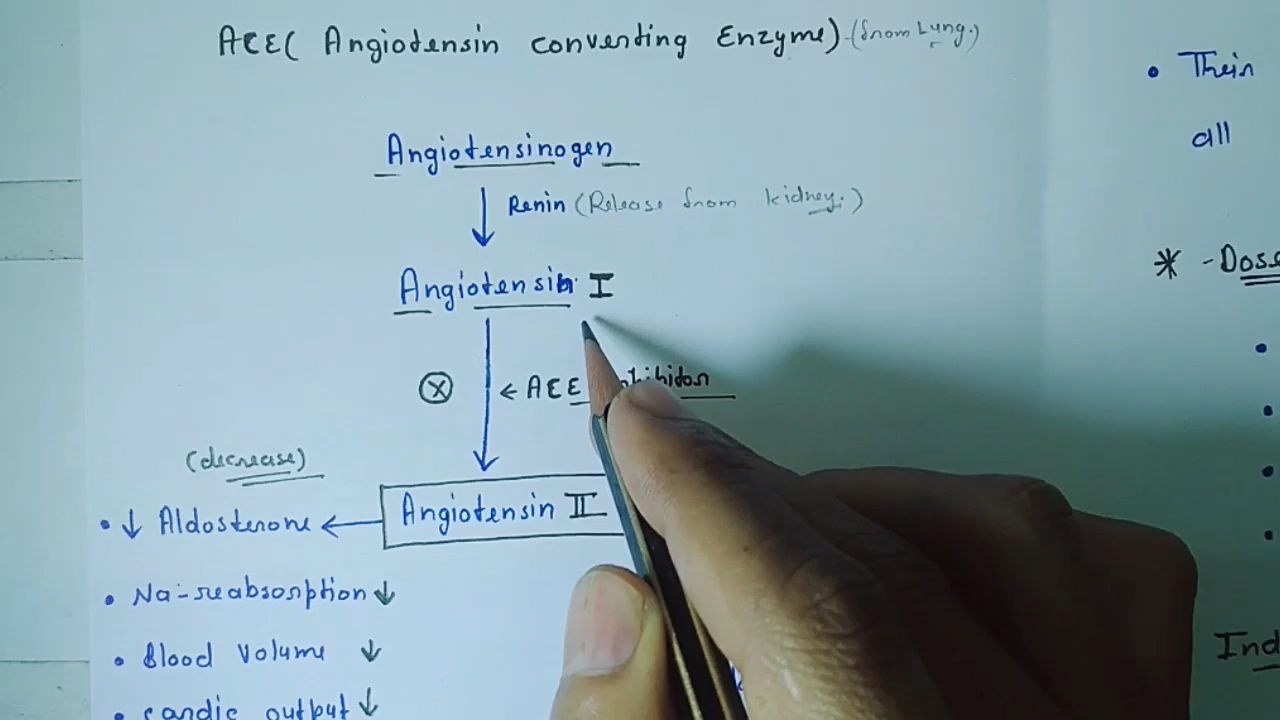 ACE( Angiotensin converting Enzyme) (from Lung.)
Angiotensinogen
Renin (Release from kidney.)
Angiotensin I
ⓧ ← ACE
(decrease)
Angiotensin II
• ↓ Aldosterone ←
• Na-reabsorption ↓
• Blood volume ↓
• cardic output ↓
• Their
all
* - Dose
Ind